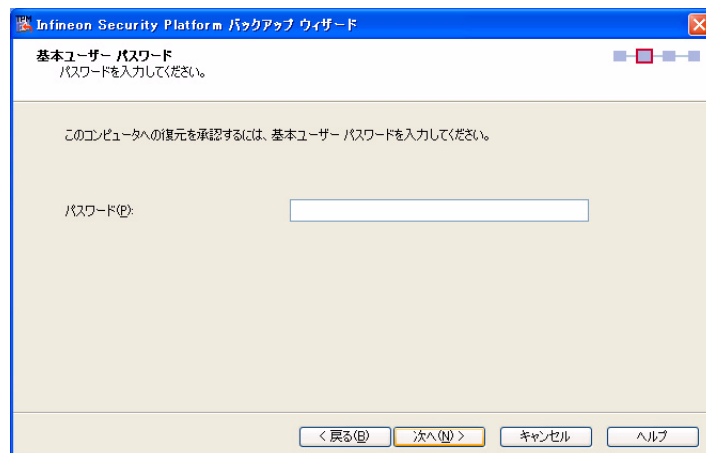 Infineon Security Platform バックアップ ウィザード
基本ユーザー パスワード
パスワードを入力してください。
このコンピュータへの復元を承認するには、基本ユーザー パスワードを入力してください。
パスワード(P):
< 戻る(B)
次へ(N) >
キャンセル
ヘルプ